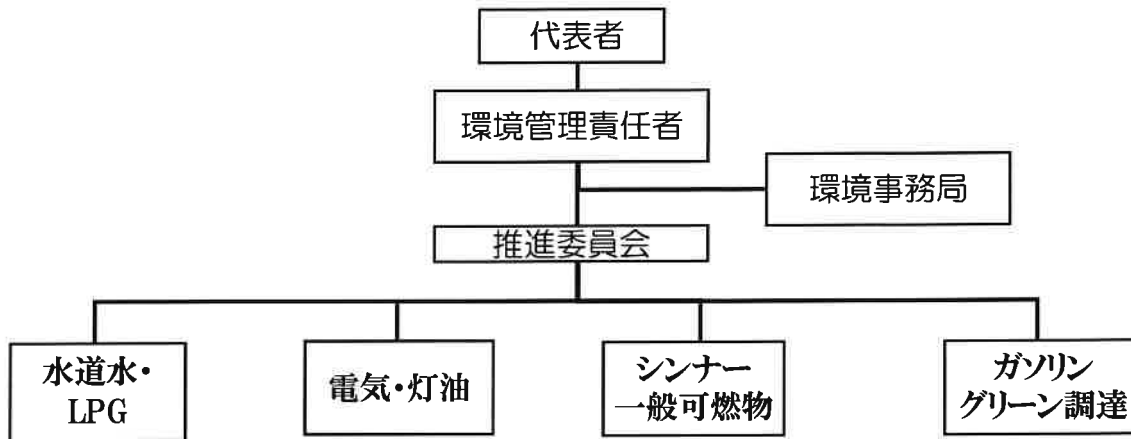 代表者
環境管理責任者
環境事務局
推進委員会
水道水・
LPG
電気・灯油
シンナー
一般可燃物
ガソリン
グリーン調達